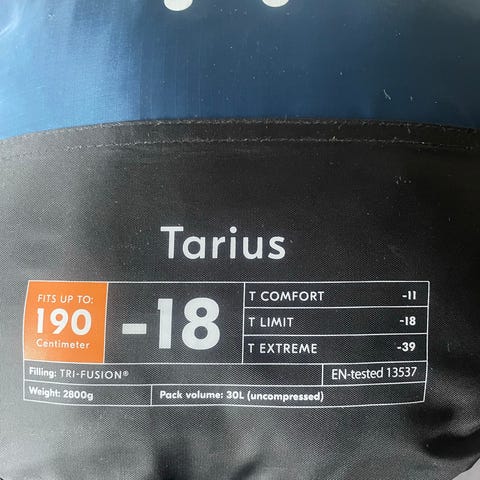 Tarius
FITS UP TO:
190
Centimeter
-18
T COMFORT -11
T LIMIT -18
T EXTREME -39
Filling: TRI-FUSION®
EN-tested 13537
Weight: 2800g
Pack volume: 30L (uncompressed)